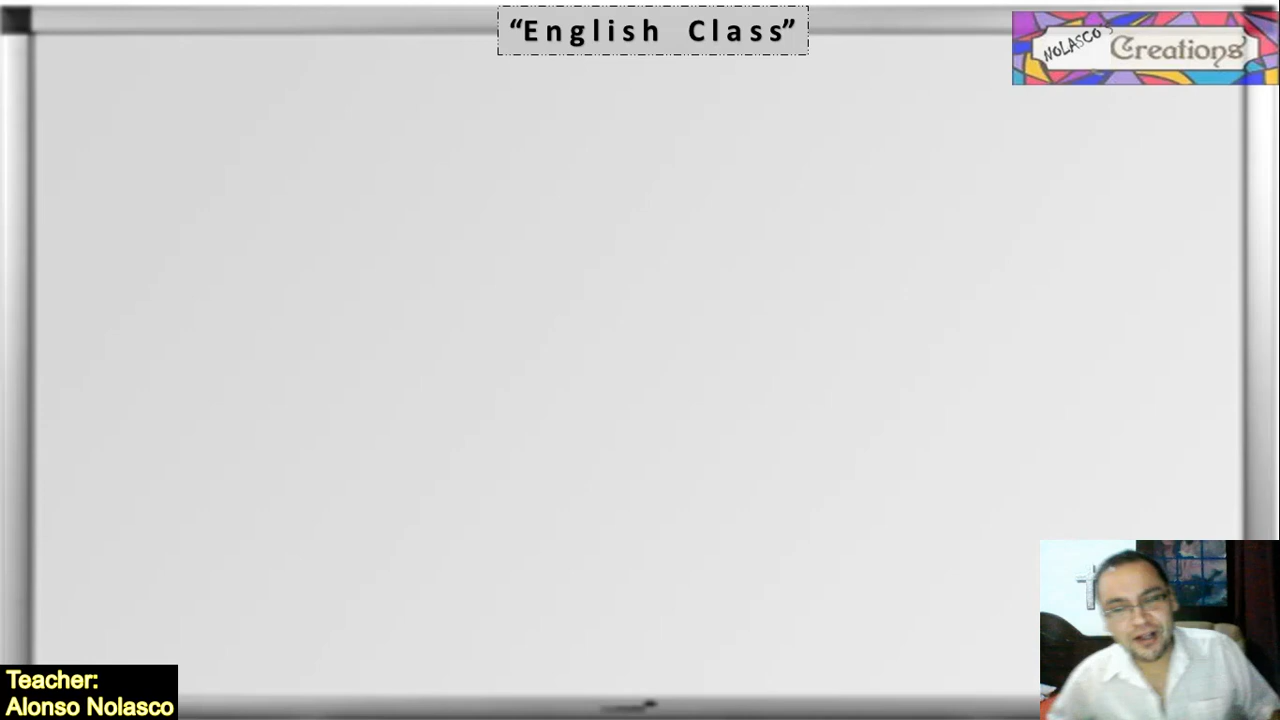 “English Class”
NOLASCO's Creations
Teacher:
Alonso Nolasco